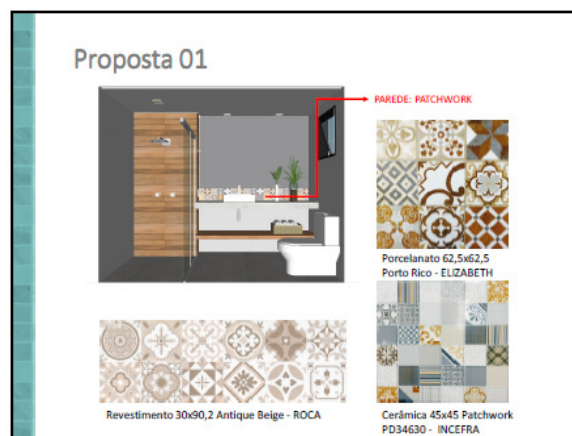 Proposta 01
PAREDE: PATCHWORK
Porcelanato 62,5x62,5
Porto Rico - ELIZABETH
Revestimento 30x90,2 Antique Beige - ROCA
Cerâmica 45x45 Patchwork
PD34630 - INCEFRA